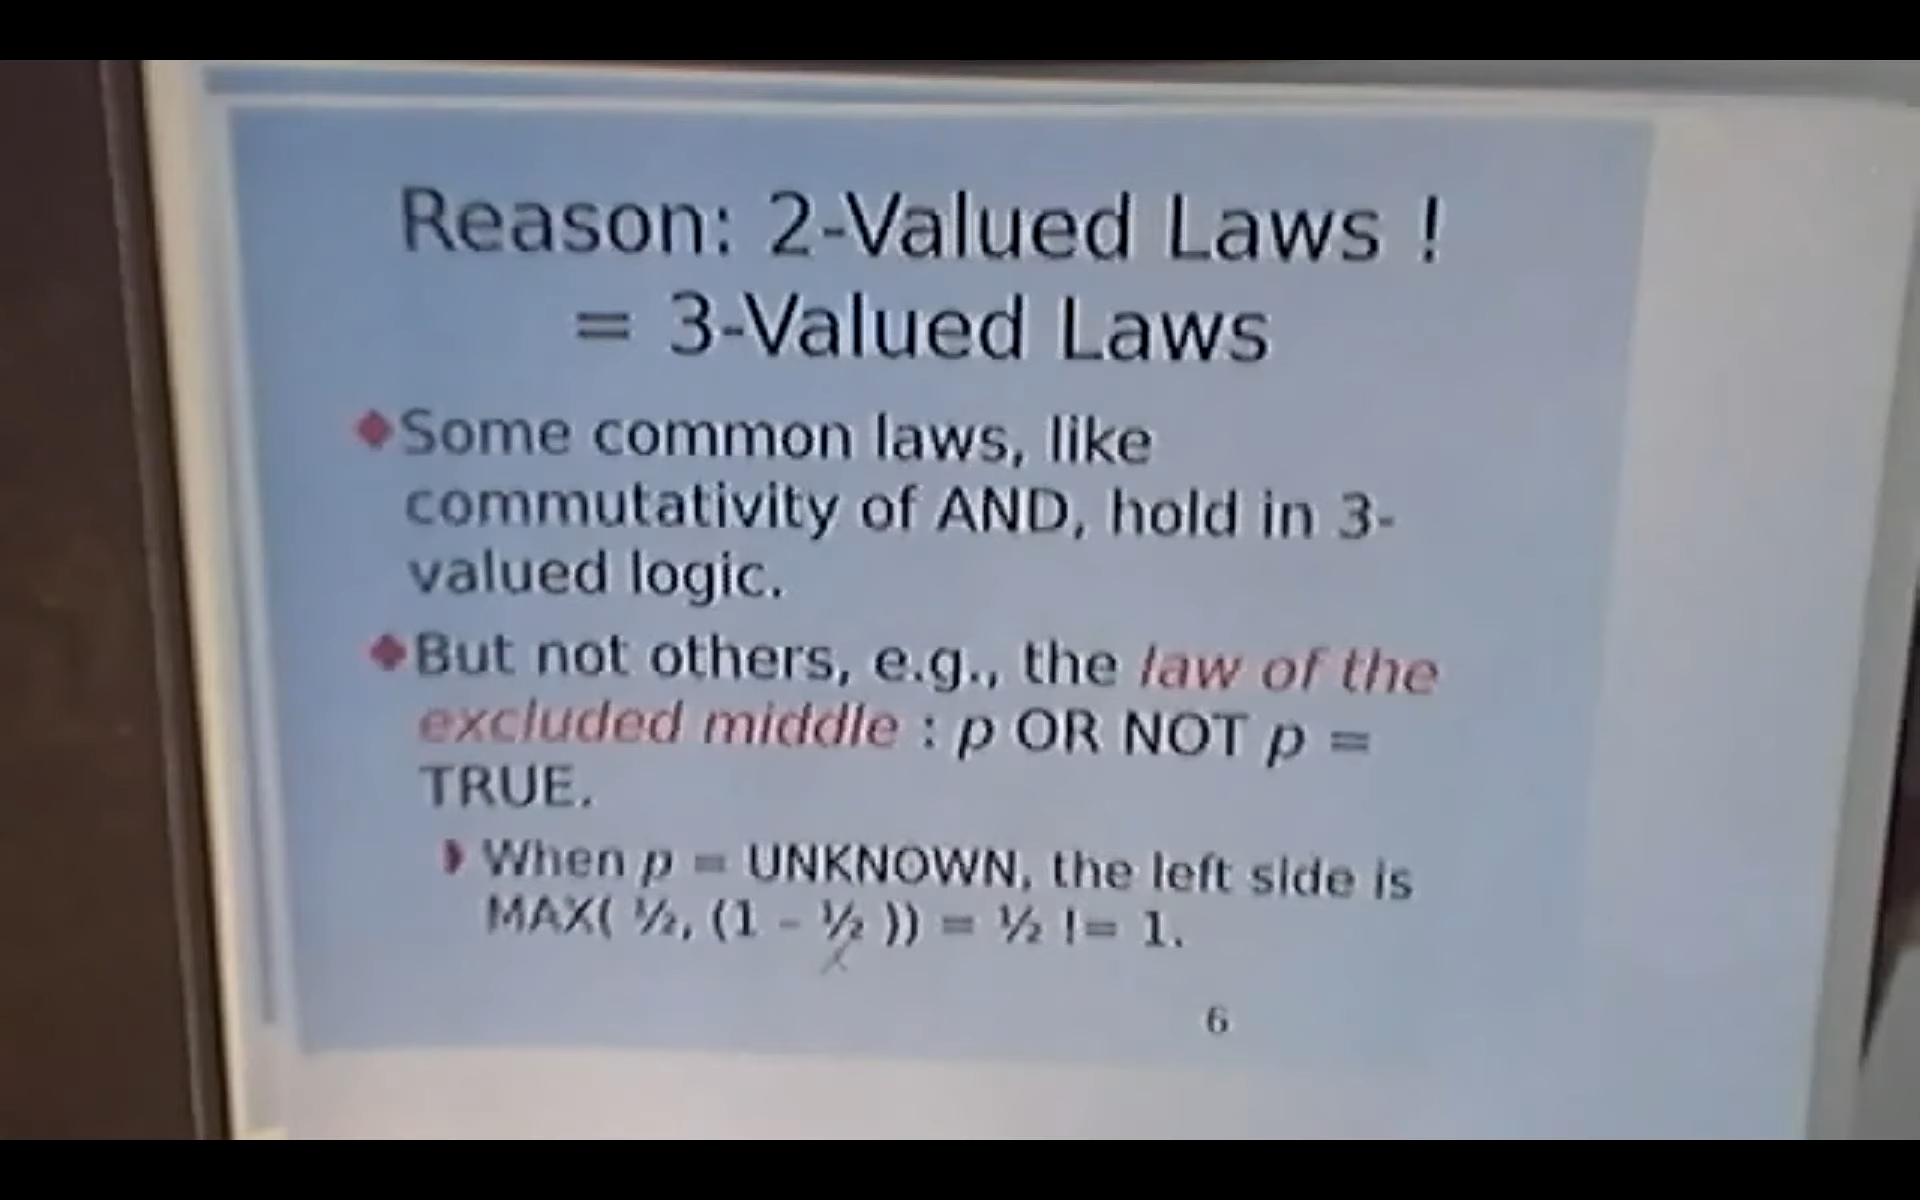 Reason: 2-Valued Laws !
= 3-Valued Laws
Some common laws, like
commutativity of AND, hold in 3-
valued logic.
But not others, e.g., the law of the
excluded middle : p OR NOT p =
TRUE.
When p = UNKNOWN, the left side is
MAX( ½, (1 - ½ )) = ½ != 1.
6